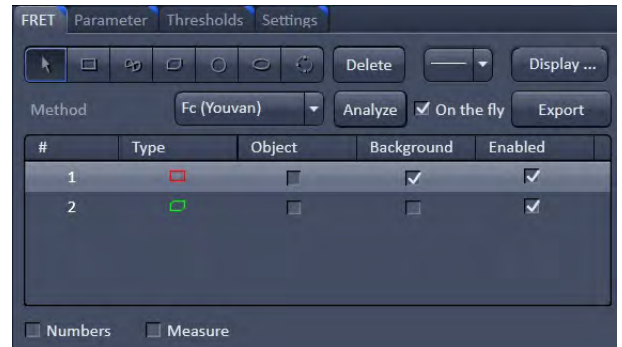 FRET Parameter Thresholds Settings
Delete Display ...
Method Fc (Youvan) Analyze On the fly Export
# Type Object Background Enabled
1
2
Numbers Measure